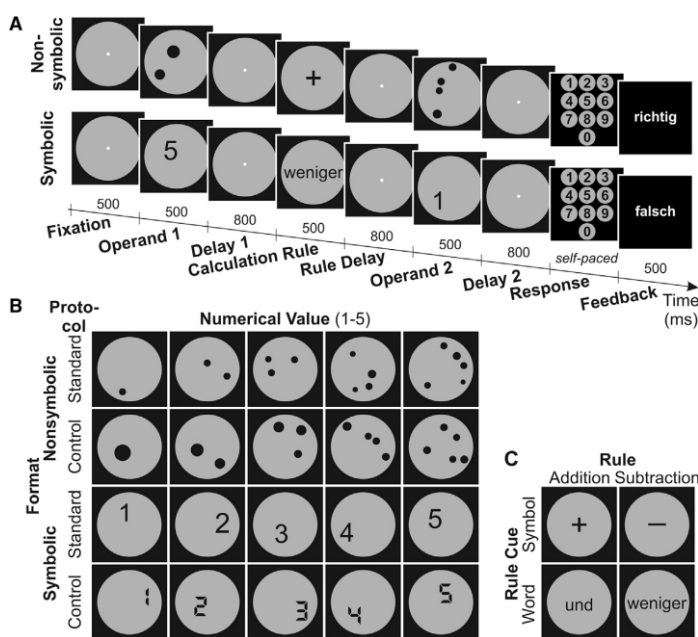 A
Non-
symbolic
+
1 2 3
4 5 6
7 8 9
0
richtig
Symbolic
5
weniger
1
1 2 3
4 5 6
7 8 9
0
falsch
500
500
800
500
800
500
800
self-paced
500
Fixation
Operand 1
Delay 1
Calculation Rule
Rule Delay
Operand 2
Delay 2
Response
Feedback
Time
(ms)
B
Proto-
col
Numerical Value (1-5)
Format
Nonsymbolic
Standard
Control
Symbolic
Standard
1 2 3 4 5
Control
1 2 3 4 5
C
Rule
Addition Subtraction
Rule Cue
Symbol
+ −
Word
und weniger